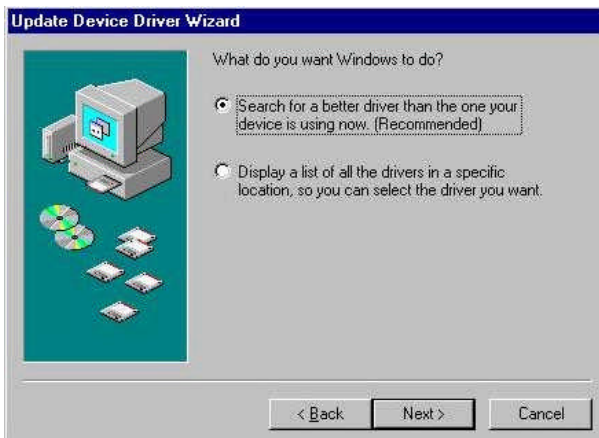 Update Device Driver Wizard
What do you want Windows to do?
Search for a better driver than the one your
device is using now. (Recommended)
Display a list of all the drivers in a specific
location, so you can select the driver you want.
< Back
Next >
Cancel